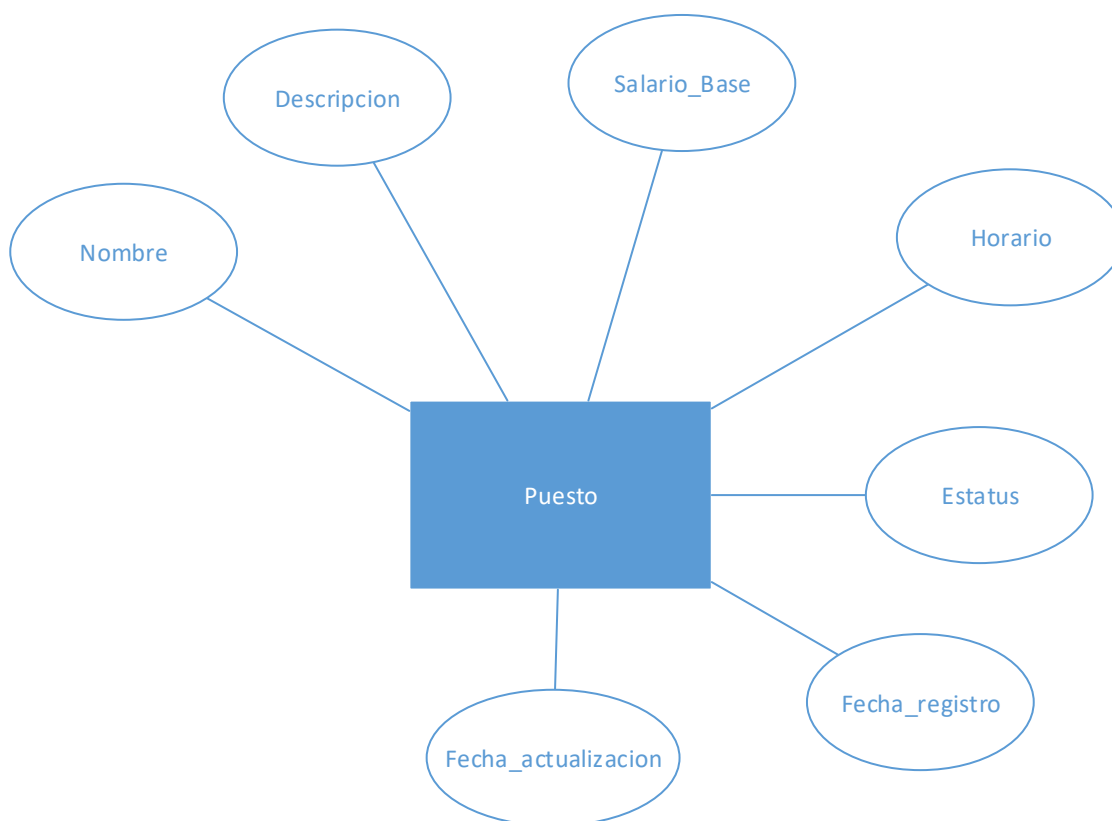 Salario_Base
Descripcion
Horario
Nombre
Puesto
Estatus
Fecha_registro
Fecha_actualizacion